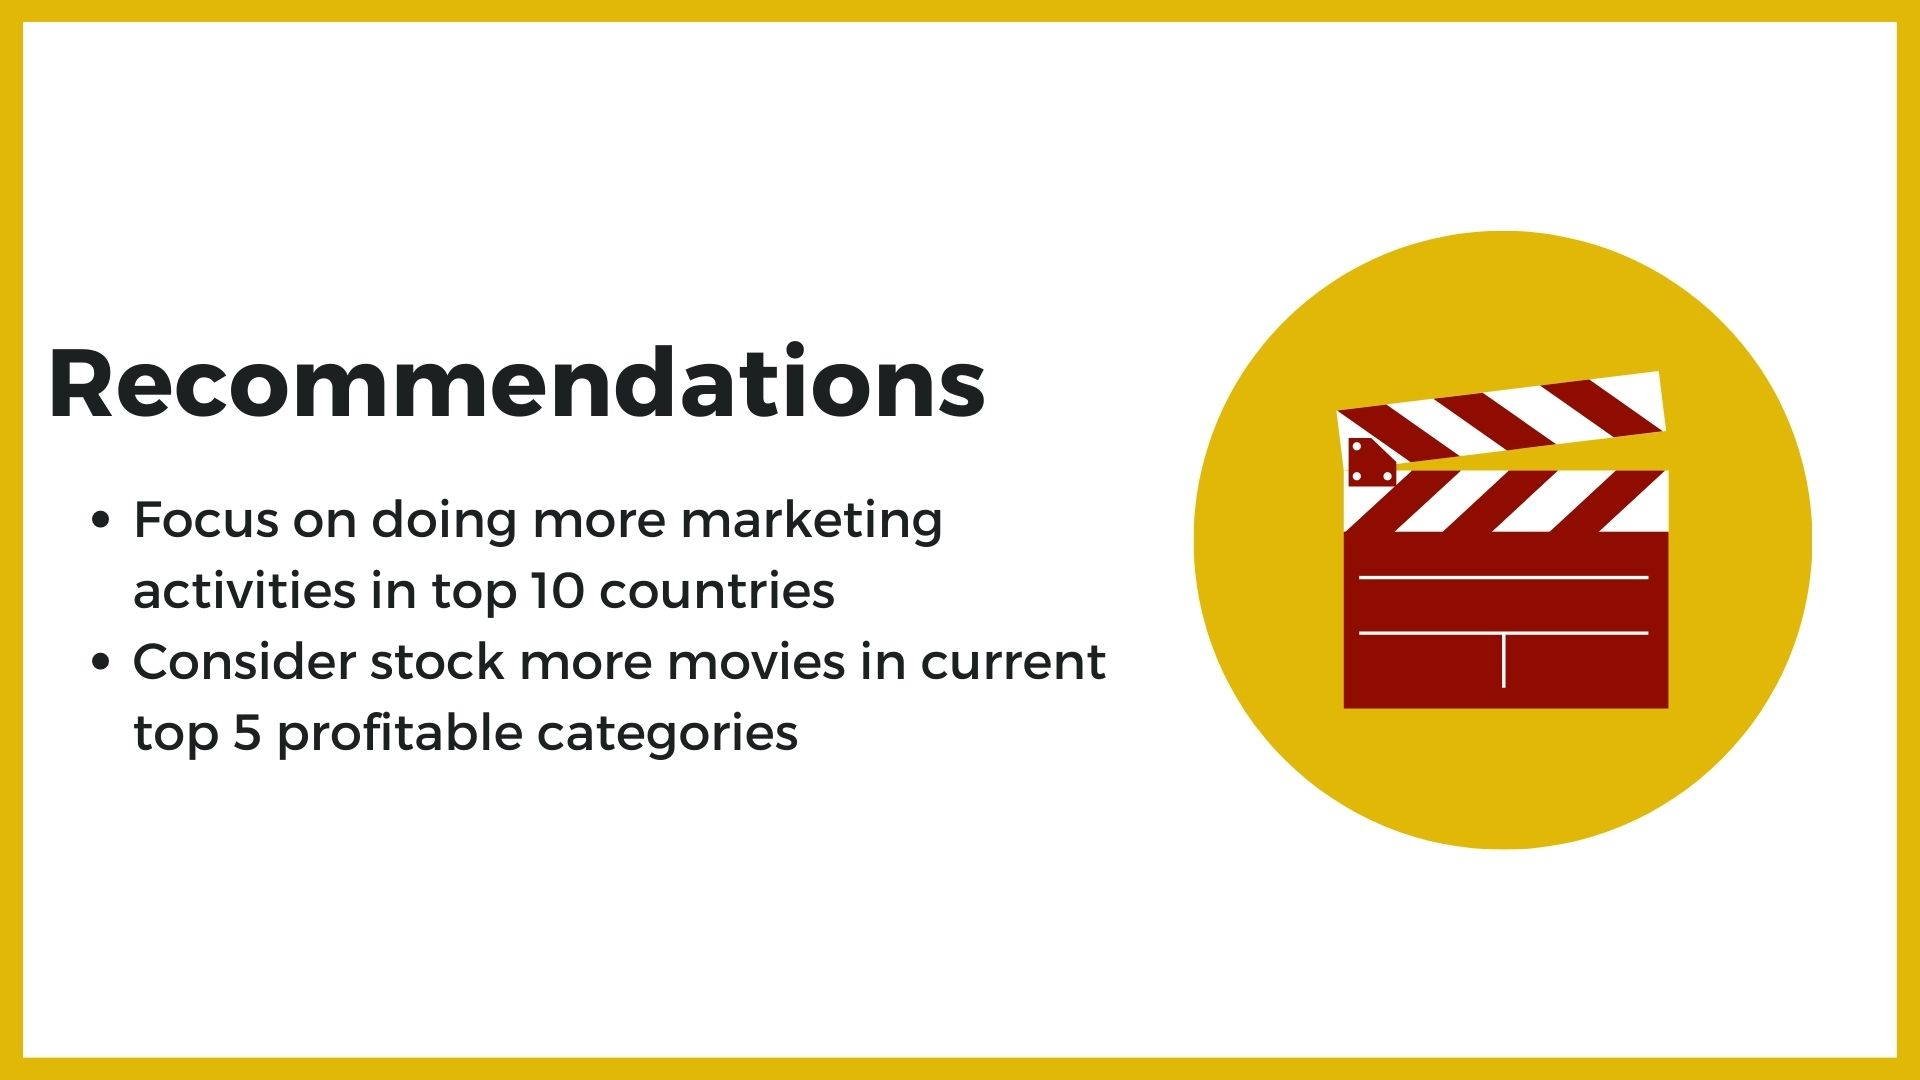 Recommendations
• Focus on doing more marketing
activities in top 10 countries
• Consider stock more movies in current
top 5 profitable categories